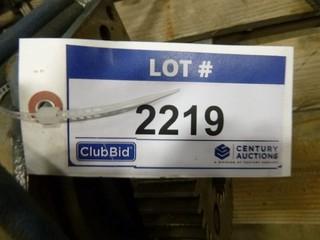 LOT #
2219
ClubBid
CENTURY
AUCTIONS